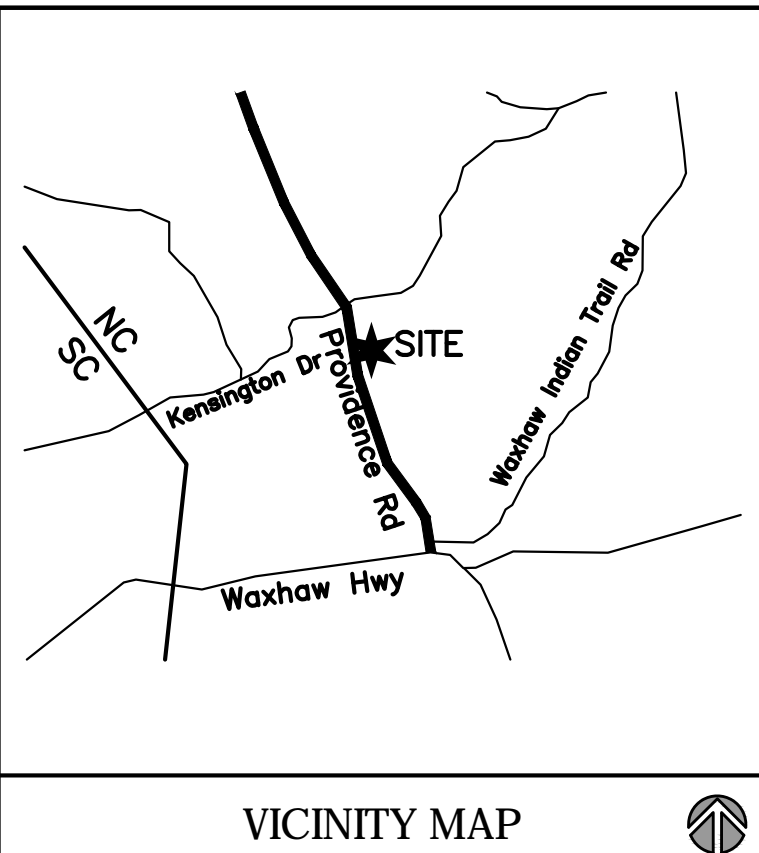 Waxhaw Indian Trail Rd
NC
SC
SITE
Providence Rd
Kensington Dr
Waxhaw Hwy
VICINITY MAP